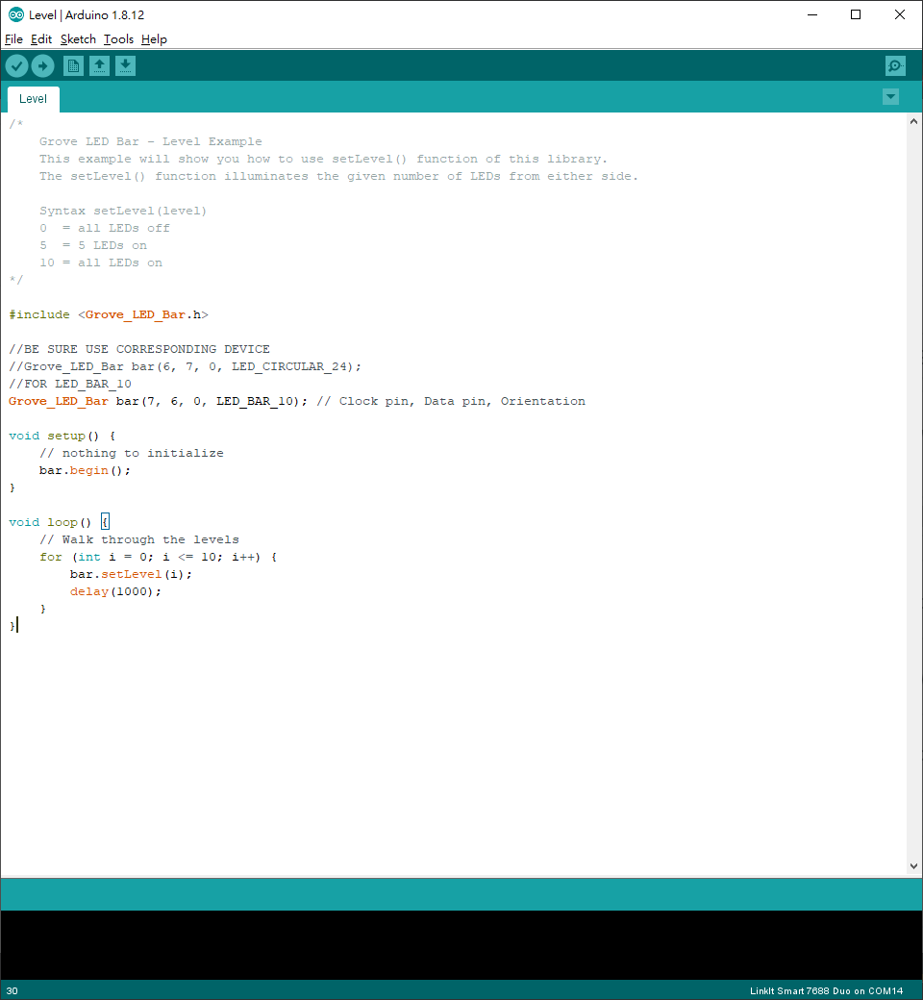 Level | Arduino 1.8.12
File Edit Sketch Tools Help
Level
/*
    Grove LED Bar - Level Example
    This example will show you how to use setLevel() function of this library.
    The setLevel() function illuminates the given number of LEDs from either side.

    Syntax setLevel(level)
    0  = all LEDs off
    5  = 5 LEDs on
    10 = all LEDs on
*/

#include <Grove_LED_Bar.h>

//BE SURE USE CORRESPONDING DEVICE
//Grove_LED_Bar bar(6, 7, 0, LED_CIRCULAR_24);
//FOR LED_BAR_10
Grove_LED_Bar bar(7, 6, 0, LED_BAR_10); // Clock pin, Data pin, Orientation

void setup() {
    // nothing to initialize
    bar.begin();
}

void loop() {
    // Walk through the levels
    for (int i = 0; i <= 10; i++) {
        bar.setLevel(i);
        delay(1000);
    }
}
30
LinkIt Smart 7688 Duo on COM14